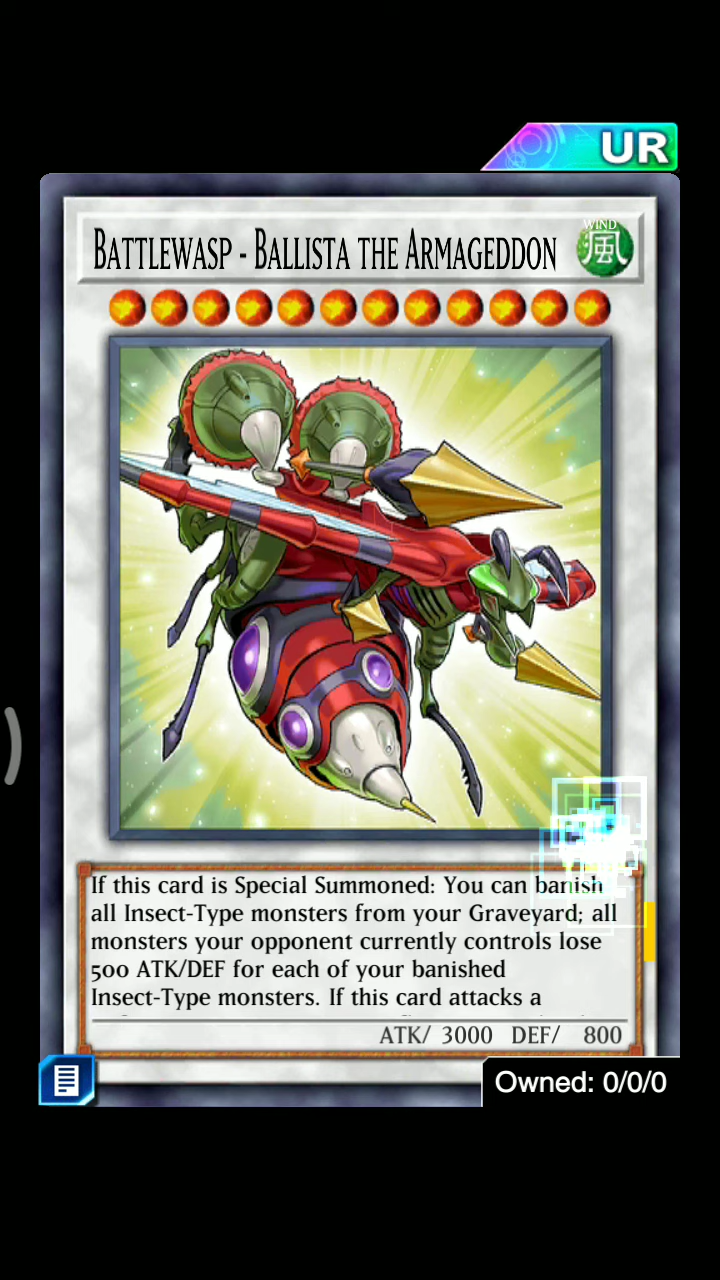 UR
Battlewasp - Ballista the Armageddon
WIND
風
If this card is Special Summoned: You can banish
all Insect-Type monsters from your Graveyard; all
monsters your opponent currently controls lose
500 ATK/DEF for each of your banished
Insect-Type monsters. If this card attacks a
ATK/ 3000 DEF/ 800
Owned: 0/0/0